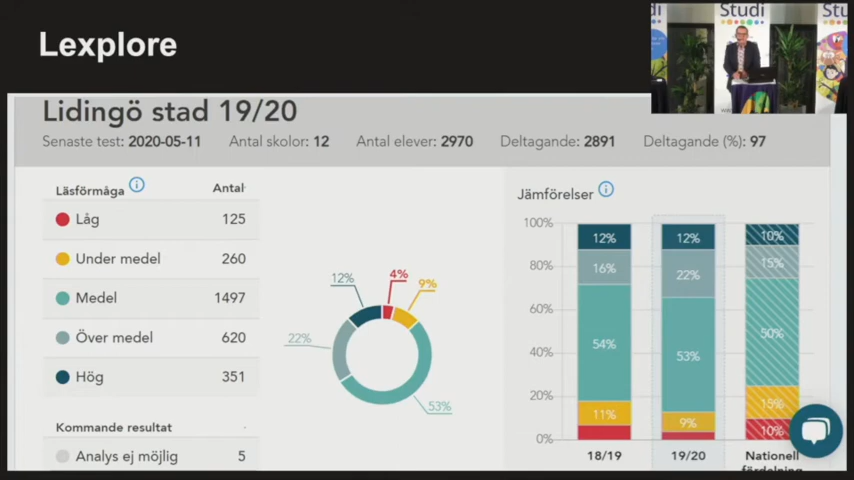 Lexplore
Studi
Stu
Lidingö stad 19/20
Senaste test: 2020-05-11 Antal skolor: 12 Antal elever: 2970 Deltagande: 2891 Deltagande (%): 97
Läsförmåga Antal
Låg 125
Under medel 260
Medel 1497
Över medel 620
Hög 351
Kommande resultat
Analys ej möjlig 5
12%
4%
9%
22%
53%
Jämförelser
100%
80%
60%
40%
20%
0%
12% 12% 10%
16% 22% 15%
54% 53% 50%
11% 9% 15%
10%
18/19 19/20 Nationell
fördelning